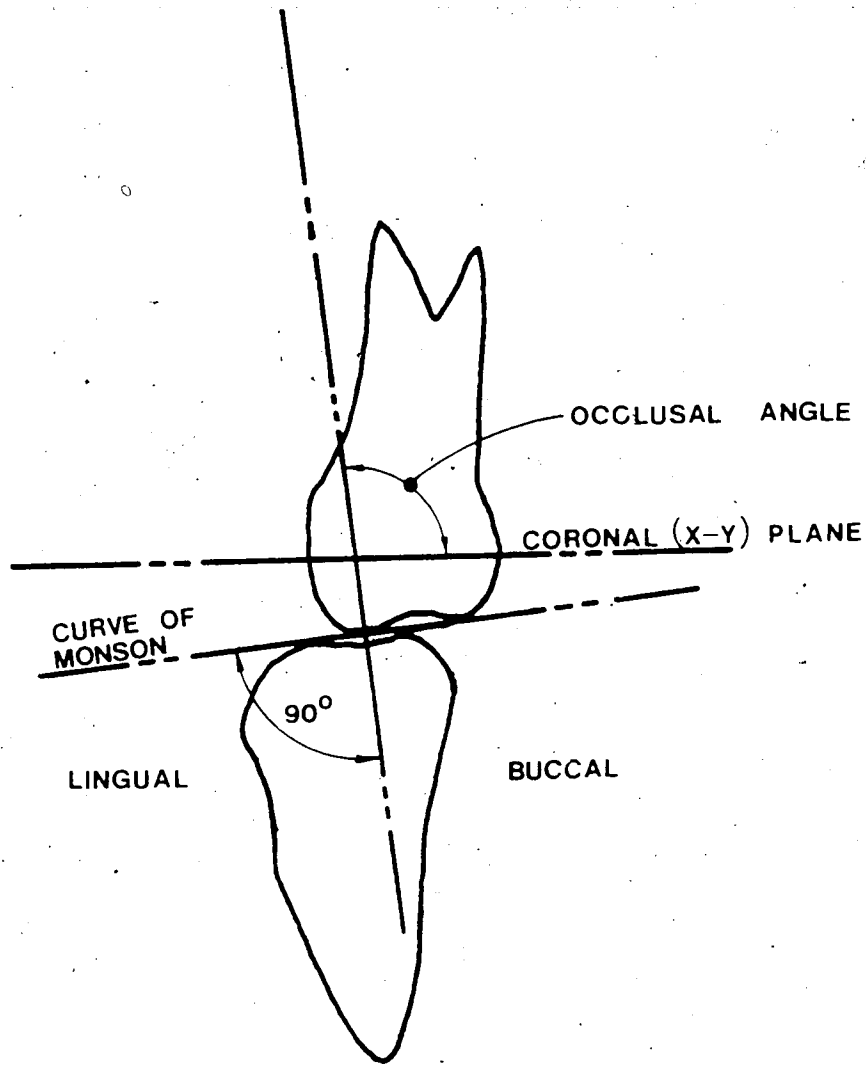 OCCLUSAL ANGLE
CORONAL (X-Y) PLANE
CURVE OF
MONSON
90°
LINGUAL
BUCCAL